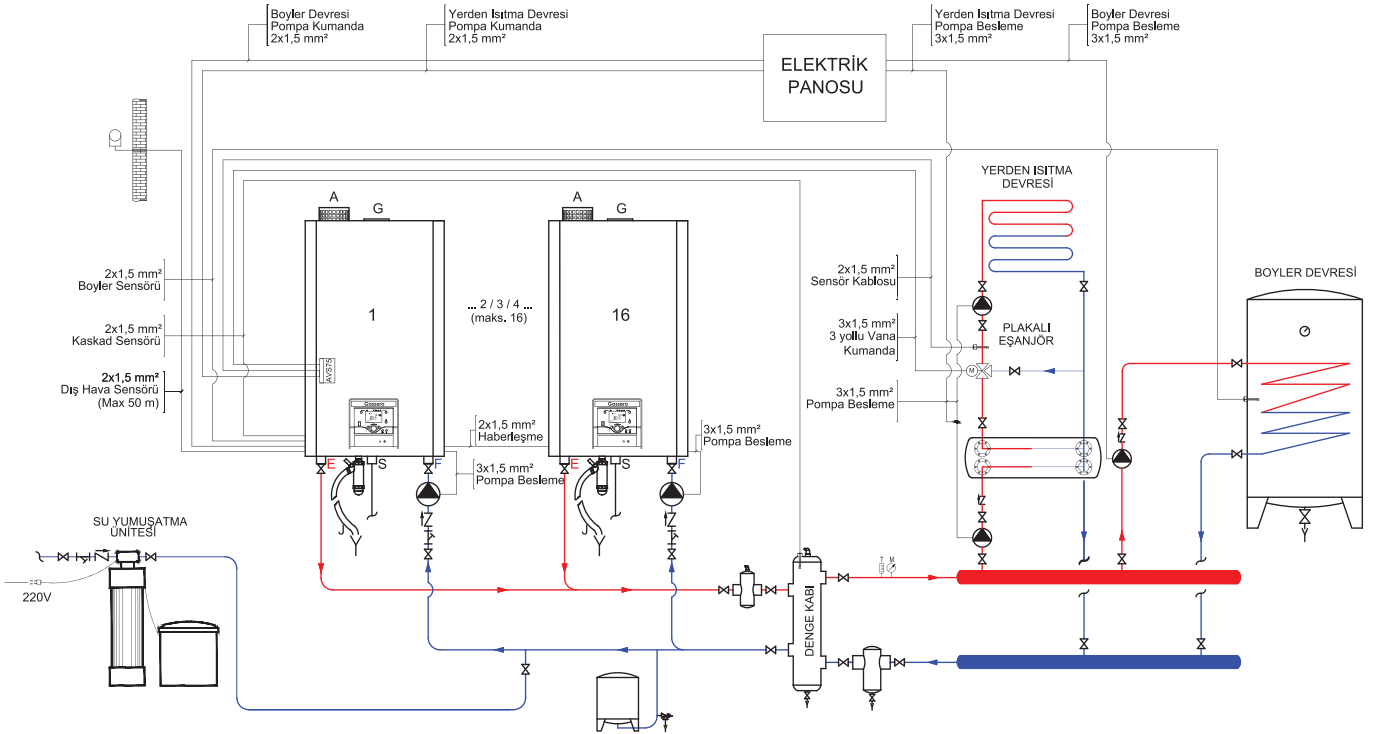 Boyler Devresi
Pompa Kumanda
2x1,5 mm²
Yerden Isıtma Devresi
Pompa Kumanda
2x1,5 mm²
Yerden Isıtma Devresi
Pompa Besleme
3x1,5 mm²
Boyler Devresi
Pompa Besleme
3x1,5 mm²
ELEKTRİK
PANOSU
YERDEN ISITMA
DEVRESİ
A
G
A
G
2x1,5 mm²
Boyler Sensörü
2x1,5 mm²
Sensör Kablosu
BOYLER DEVRESİ
1
... 2 / 3 / 4 ...
(maks. 16)
16
2x1,5 mm²
Kaskad Sensörü
3x1,5 mm²
3 yollu Vana
Kumanda
PLAKALI
EŞANJÖR
M
AVS75
2x1,5 mm²
Dış Hava Sensörü
(Max 50 m)
3x1,5 mm²
Pompa Besleme
Gassero
Gassero
2x1,5 mm²
Haberleşme
3x1,5 mm²
Pompa Besleme
E
S
F
E
S
F
3x1,5 mm²
Pompa Besleme
J
J
SU YUMUŞATMA
ÜNİTESİ
220V
T
M
DENGE KABI